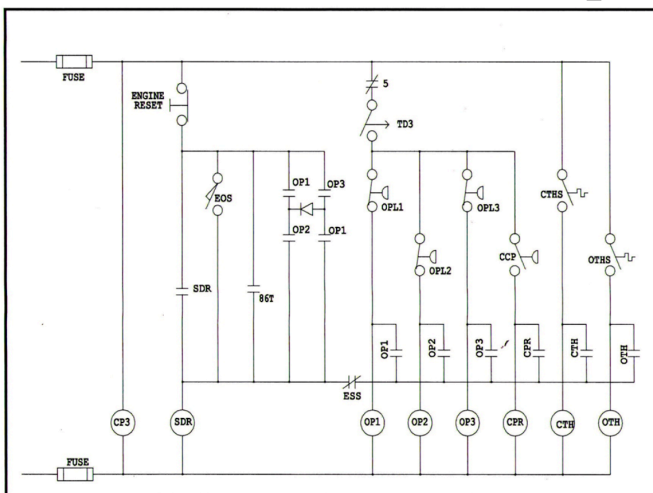 FUSE
ENGINE
RESET
5
TD3
OP1
OP3
EOS
OPL1
OPL3
CTHS
OP2
OP1
OPL2
CCP
OTHS
SDR
86T
OP1
OP2
OP3
CPR
CTH
OTH
ESS
CP3
SDR
OP1
OP2
OP3
CPR
CTH
OTH
FUSE